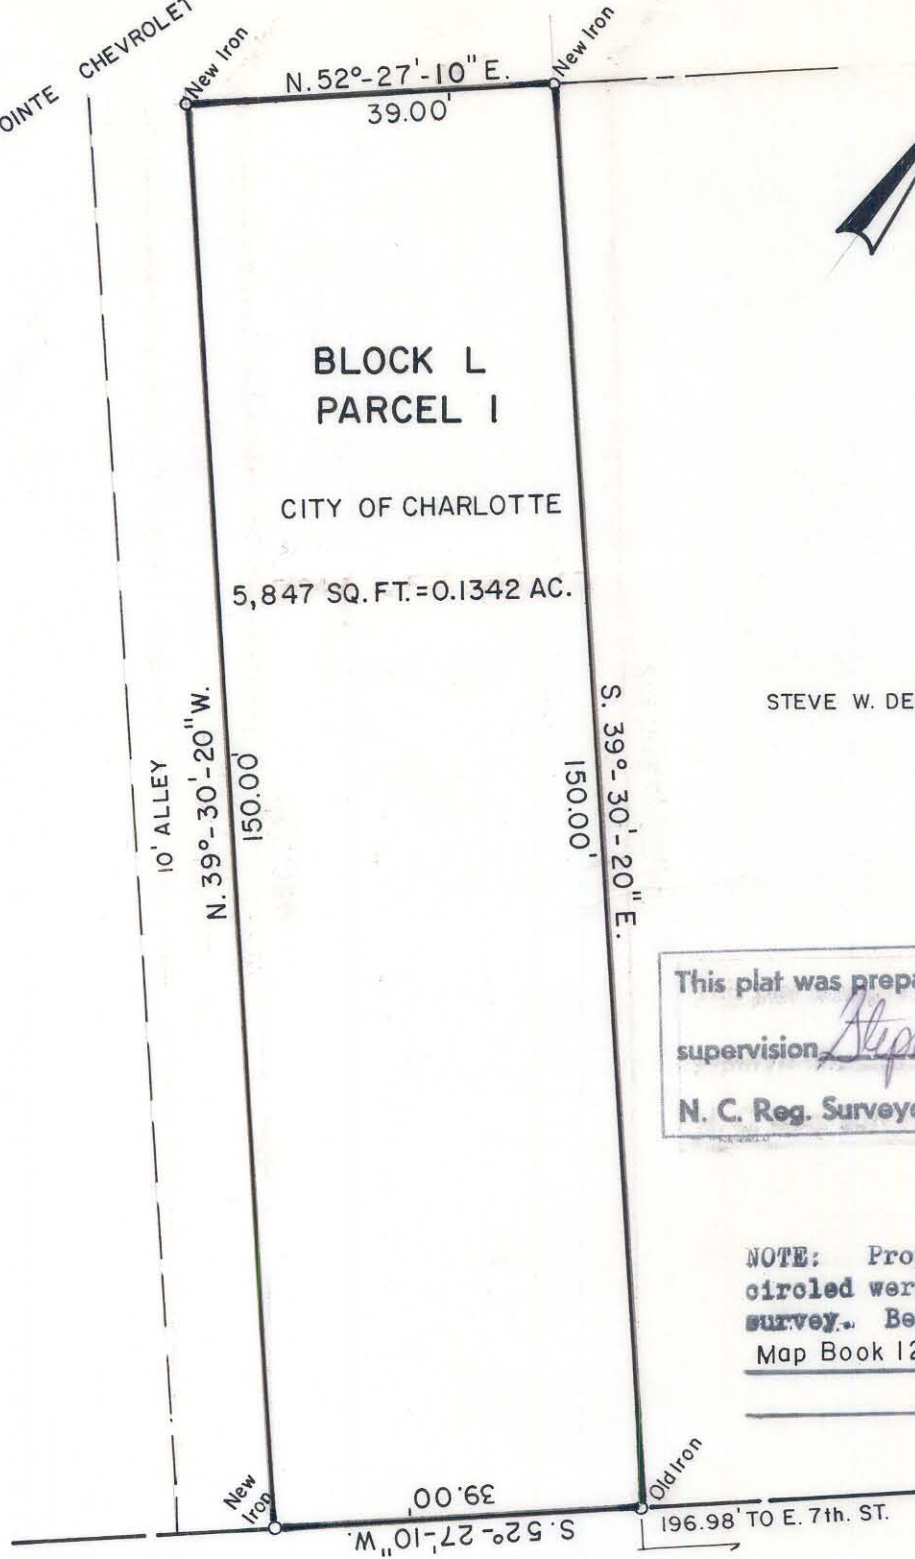 OINTE CHEVROLET
New Iron
New Iron
N. 52°-27'-10" E.
39.00'
BLOCK L
PARCEL 1
CITY OF CHARLOTTE
5,847 SQ. FT. = 0.1342 AC.
10' ALLEY
N. 39°-30'-20" W.
150.00'
150.00'
S. 39°-30'-20" E.
STEVE W. DE
This plat was prepa
supervision
N. C. Reg. Surveyo
NOTE: Pro
circled wer
survey. Be
Map Book 12
New Iron
39.00'
S. 52°-27'-10" W.
Old Iron
196.98' TO E. 7th. ST.